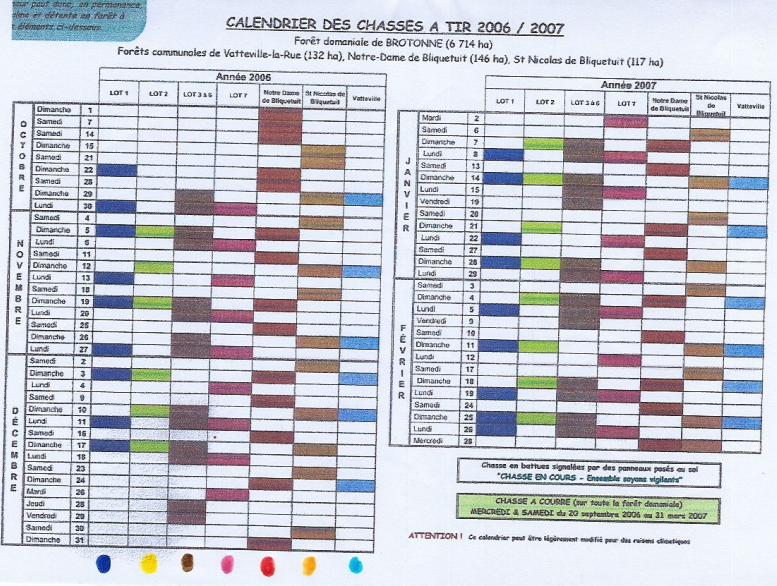 our peut donc, en permanence,
détente en forêt à
éléments ci-dessous.
CALENDRIER DES CHASSES A TIR 2006 / 2007
Forêt domaniale de BROTONNE (6 714 ha)
Forêts communales de Vatteville-la-Rue (132 ha), Notre-Dame de Bliquetuit (146 ha), St Nicolas de Bliquetuit (117 ha)
Année 2006
LOT 1 LOT 2 LOT 3 à 6 LOT 7 Notre Dame de Bliquetuit St Nicolas de Bliquetuit Vatteville
OCTOBRE
Dimanche 1
Samedi 7
Samedi 14
Dimanche 15
Samedi 21
Dimanche 22
Samedi 28
Dimanche 29
Lundi 30
NOVEMBRE
Samedi 4
Dimanche 5
Lundi 6
Samedi 11
Dimanche 12
Lundi 13
Samedi 18
Dimanche 19
Lundi 20
Samedi 25
Dimanche 26
Lundi 27
DÉCEMBRE
Samedi 2
Dimanche 3
Lundi 4
Samedi 9
Dimanche 10
Lundi 11
Samedi 16
Dimanche 17
Lundi 18
Samedi 23
Dimanche 24
Mardi 26
Jeudi 28
Vendredi 29
Samedi 30
Dimanche 31
Année 2007
LOT 1 LOT 2 LOT 3 à 6 LOT 7 Notre Dame de Bliquetuit St Nicolas de Bliquetuit Vatteville
JANVIER
Mardi 2
Samedi 6
Dimanche 7
Lundi 8
Samedi 13
Dimanche 14
Lundi 15
Vendredi 19
Samedi 20
Dimanche 21
Lundi 22
Samedi 27
Dimanche 28
Lundi 29
FÉVRIER
Samedi 3
Dimanche 4
Lundi 5
Vendredi 9
Samedi 10
Dimanche 11
Lundi 12
Samedi 17
Dimanche 18
Lundi 19
Samedi 24
Dimanche 25
Lundi 26
Mercredi 28
Chasse en battues signalées par des panneaux posés au sol
"CHASSE EN COURS - Ensemble soyons vigilants"
CHASSE A COURRE (sur toute la forêt domaniale)
MERCREDI & SAMEDI du 20 septembre 2006 au 31 mars 2007
ATTENTION ! Ce calendrier peut être légèrement modifié pour des raisons climatiques